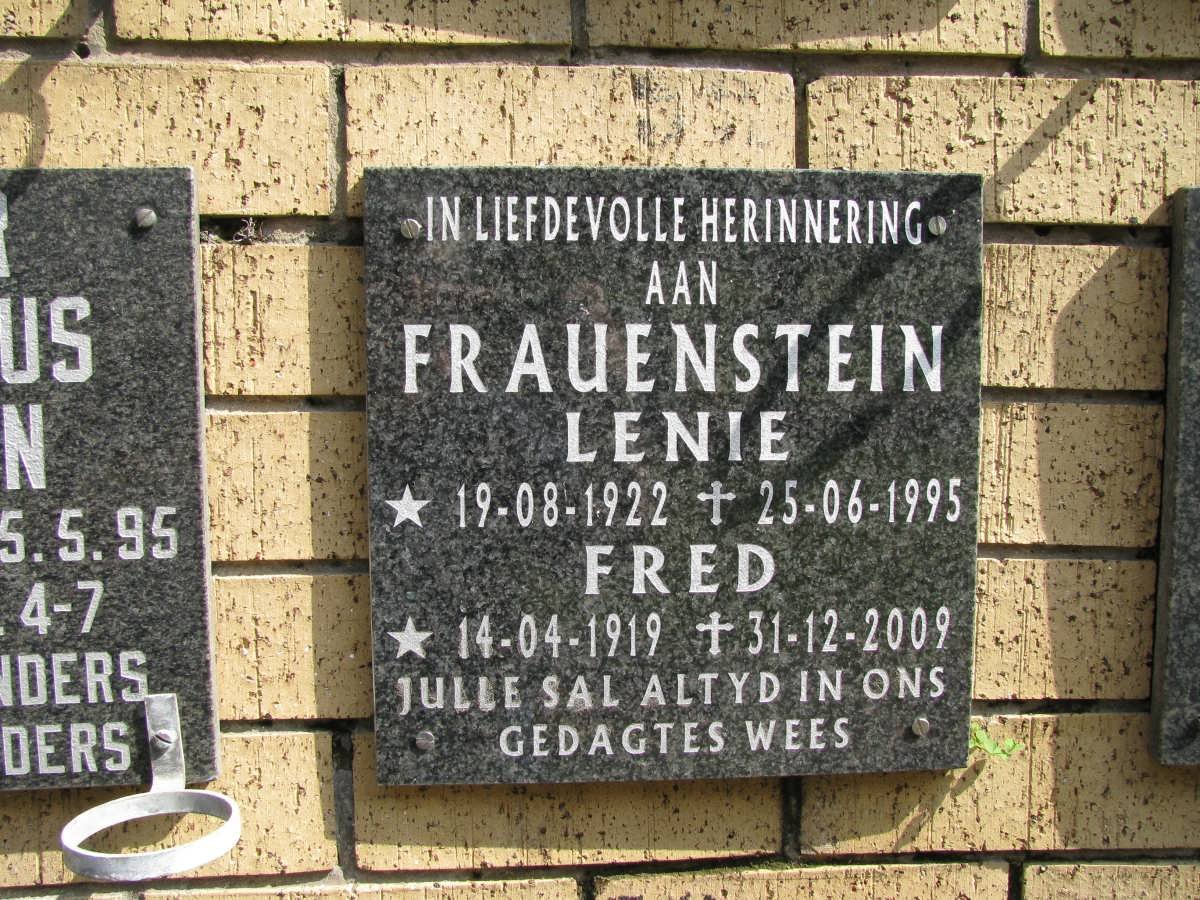 IN LIEFDEVOLLE HERINNERING
AAN
FRAUENSTEIN
LENIE
★ 19-08-1922 ✝ 25-06-1995
FRED
★ 14-04-1919 ✝ 31-12-2009
JULLE SAL ALTYD IN ONS
GEDAGTES WEES
US
N
5.5.95
4-7
NDERS
DERS